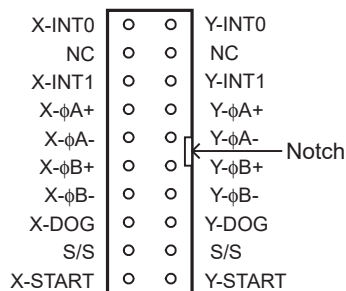 X-INT0 Y-INT0
NC NC
X-INT1 Y-INT1
X-ϕA+ Y-ϕA+
X-ϕA- Y-ϕA-
Notch
X-ϕB+ Y-ϕB+
X-ϕB- Y-ϕB-
X-DOG Y-DOG
S/S S/S
X-START Y-START